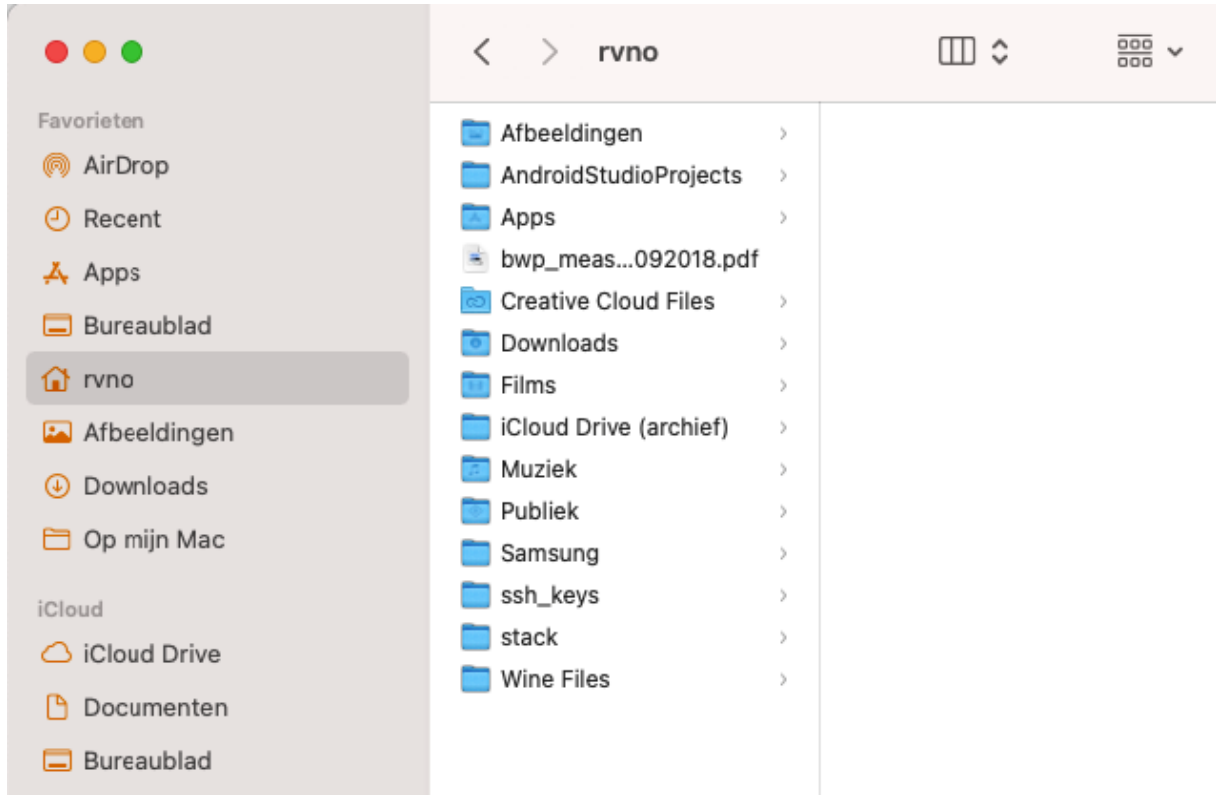 rvno
Favorieten
AirDrop
Recent
Apps
Bureaublad
rvno
Afbeeldingen
Downloads
Op mijn Mac
iCloud
iCloud Drive
Documenten
Bureaublad
Afbeeldingen
AndroidStudioProjects
Apps
bwp_meas...092018.pdf
Creative Cloud Files
Downloads
Films
iCloud Drive (archief)
Muziek
Publiek
Samsung
ssh_keys
stack
Wine Files